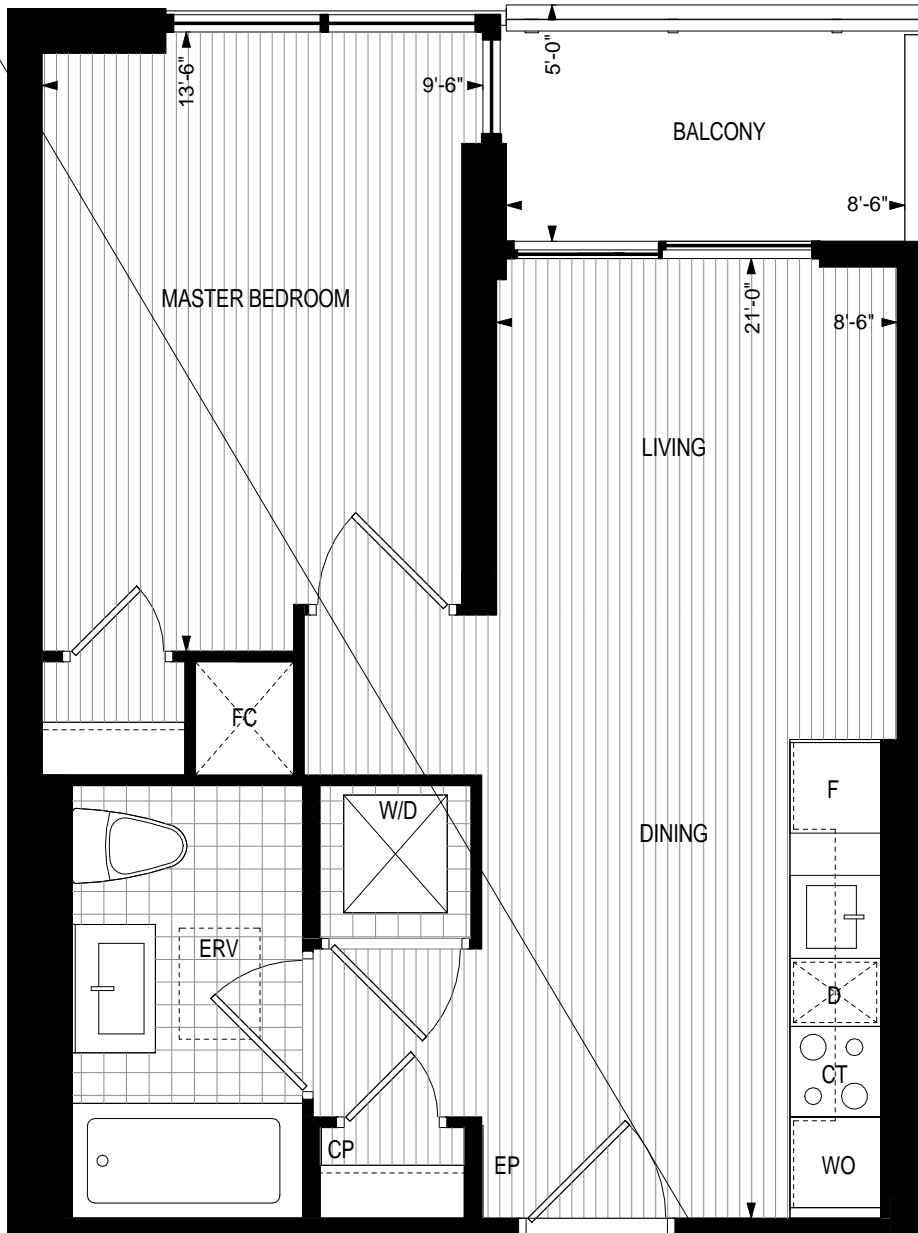 13'-6"
9'-6"
5'-0"
BALCONY
8'-6"
MASTER BEDROOM
21'-0"
8'-6"
LIVING
FC
F
W/D
DINING
ERV
D
CT
CP
EP
WO